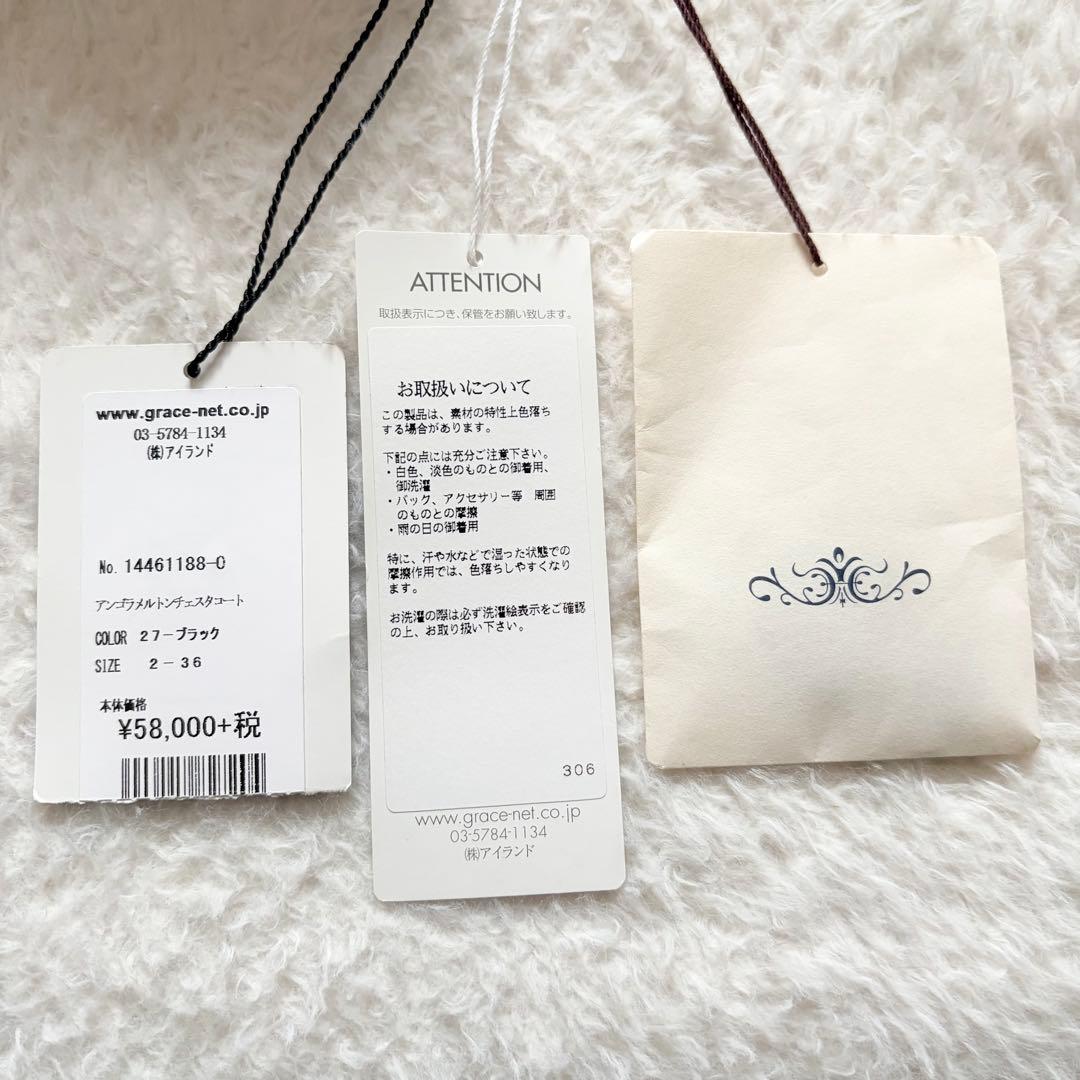 www.grace-net.co.jp
03-5784-1134
(株)アイランド
No. 14461188-0
アンゴラメルトンチェスタコート
COLOR 27-ブラック
SIZE 2-36
本体価格
¥58,000+税
ATTENTION
取扱表示につき、保管をお願い致します。
お取扱いについて
この製品は、素材の特性上色落ち
する場合があります。
下記の点には充分ご注意下さい。
・白色、淡色のものとの御着用、
御洗濯
・バック、アクセサリー等 周囲
のものとの摩擦
・雨の日の御着用
特に、汗や水などで湿った状態での
摩擦作用では、色落ちしやすくなり
ます。
お洗濯の際は必ず洗濯絵表示をご確認
の上、お取り扱い下さい。
306
www.grace-net.co.jp
03-5784-1134
(株)アイランド